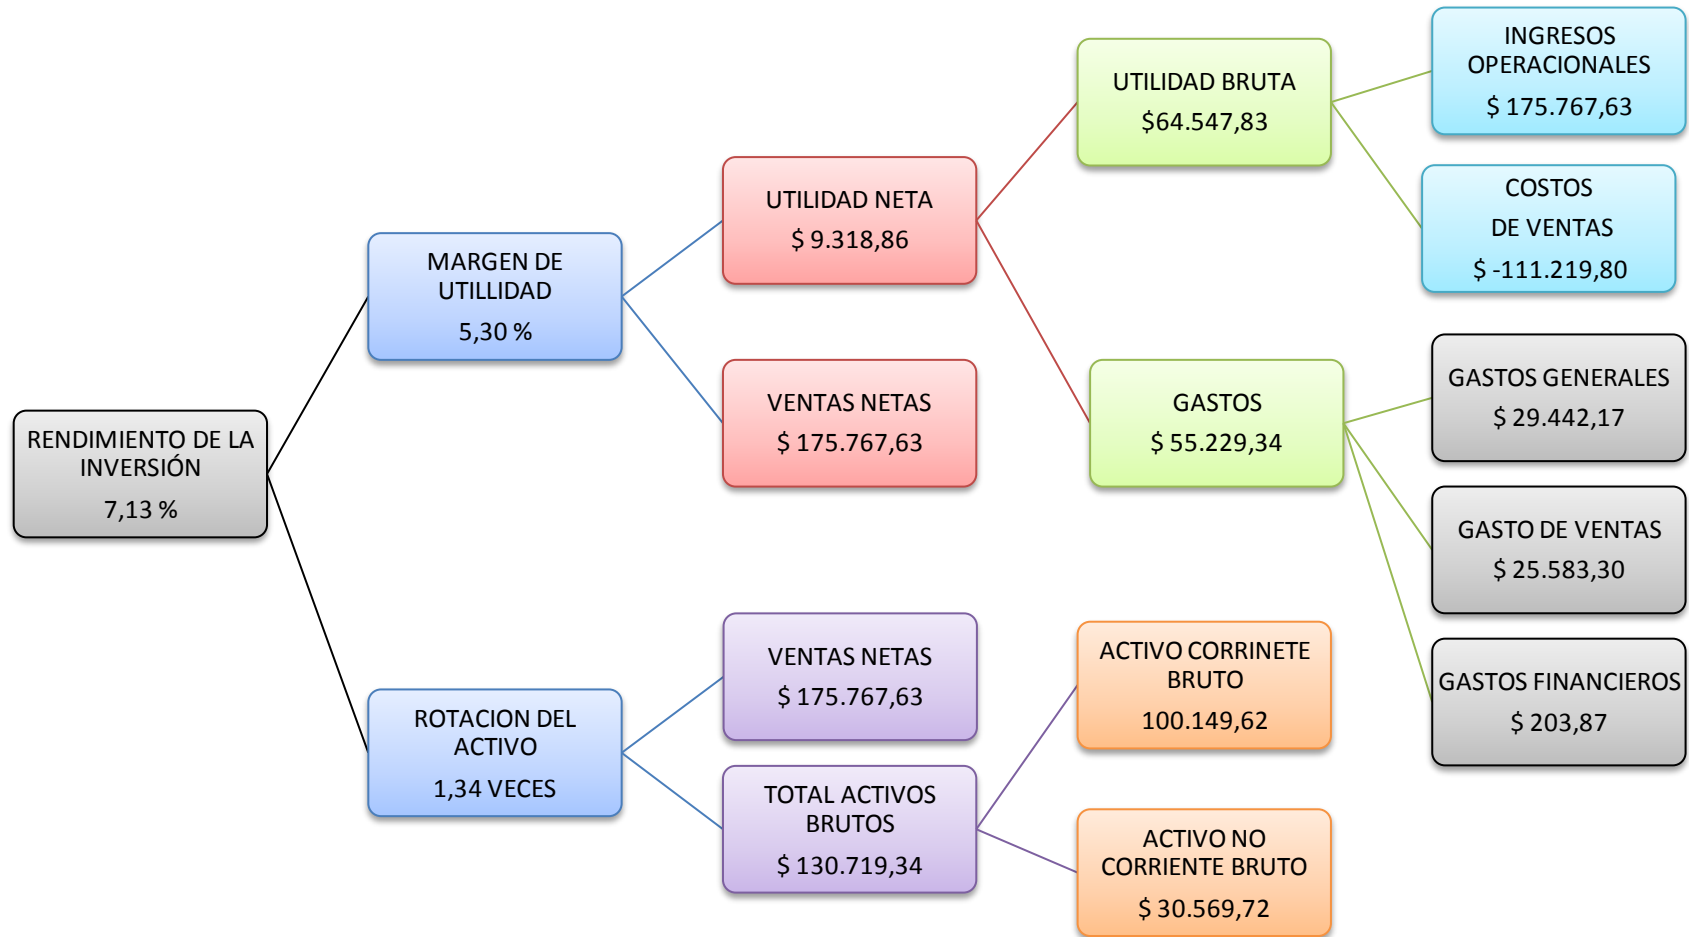 RENDIMIENTO DE LA
INVERSIÓN
7,13 %
MARGEN DE
UTILLIDAD
5,30 %
ROTACION DEL
ACTIVO
1,34 VECES
UTILIDAD NETA
$ 9.318,86
VENTAS NETAS
$ 175.767,63
VENTAS NETAS
$ 175.767,63
TOTAL ACTIVOS
BRUTOS
$ 130.719,34
UTILIDAD BRUTA
$64.547,83
GASTOS
$ 55.229,34
ACTIVO CORRINETE
BRUTO
100.149,62
ACTIVO NO
CORRIENTE BRUTO
$ 30.569,72
INGRESOS
OPERACIONALES
$ 175.767,63
COSTOS
DE VENTAS
$ -111.219,80
GASTOS GENERALES
$ 29.442,17
GASTO DE VENTAS
$ 25.583,30
GASTOS FINANCIEROS
$ 203,87